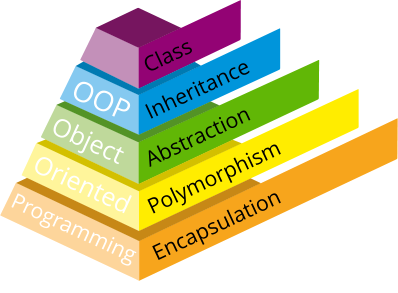 Class
OOP
Inheritance
Object
Abstraction
Oriented
Polymorphism
Programming
Encapsulation